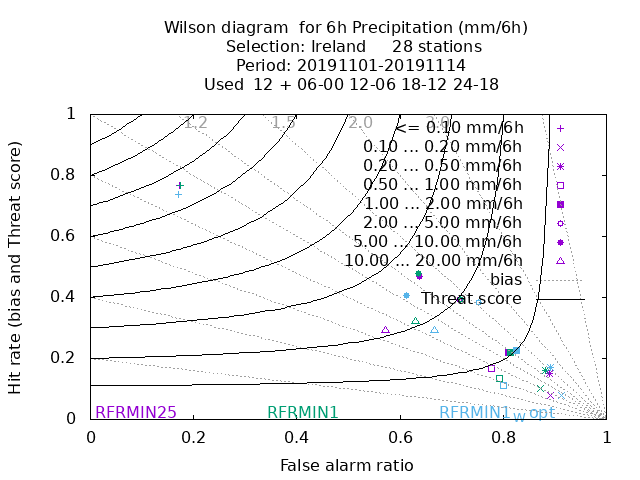 Wilson diagram  for 6h Precipitation (mm/6h)
Selection: Ireland     28 stations
Period: 20191101-20191114
Used  12 + 06-00 12-06 18-12 24-18
1.2 1.5 2.0 3.0
<= 0.10 mm/6h
0.10 ... 0.20 mm/6h
0.20 ... 0.50 mm/6h
0.50 ... 1.00 mm/6h
1.00 ... 2.00 mm/6h
2.00 ... 5.00 mm/6h
5.00 ... 10.00 mm/6h
10.00 ... 20.00 mm/6h
bias
Threat score
Hit rate (bias and Threat score)
1
0.8
0.6
0.4
0.2
0
RFRMIN25 RFRMIN1 RFRMIN1_w_opt
0 0.2 0.4 0.6 0.8 1
False alarm ratio